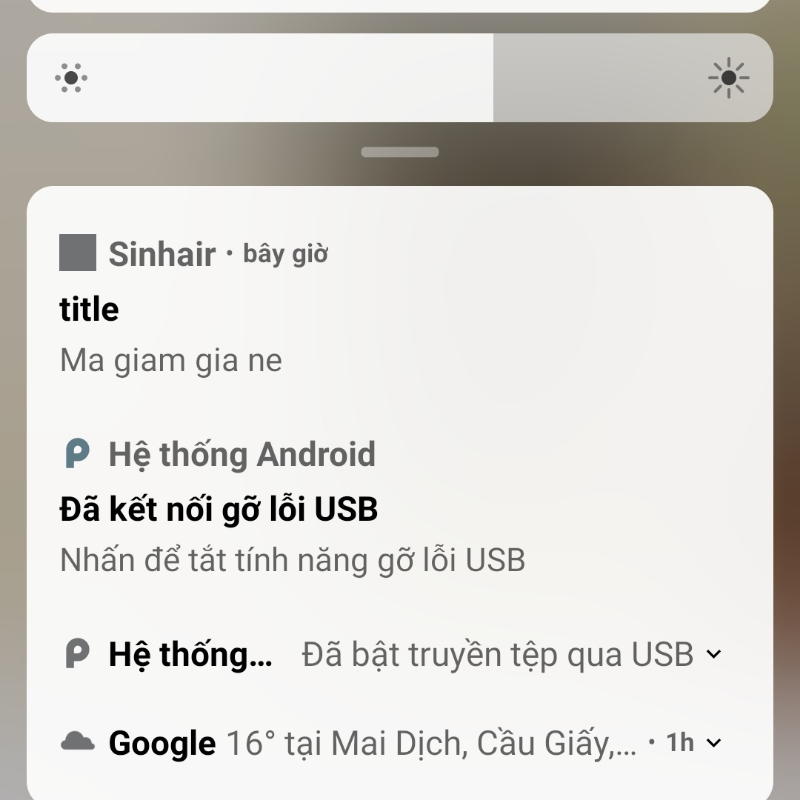 Sinhair · bây giờ
title
Ma giam gia ne
Hệ thống Android
Đã kết nối gỡ lỗi USB
Nhấn để tắt tính năng gỡ lỗi USB
Hệ thống... Đã bật truyền tệp qua USB
Google 16° tại Mai Dịch, Cầu Giấy,... · 1h